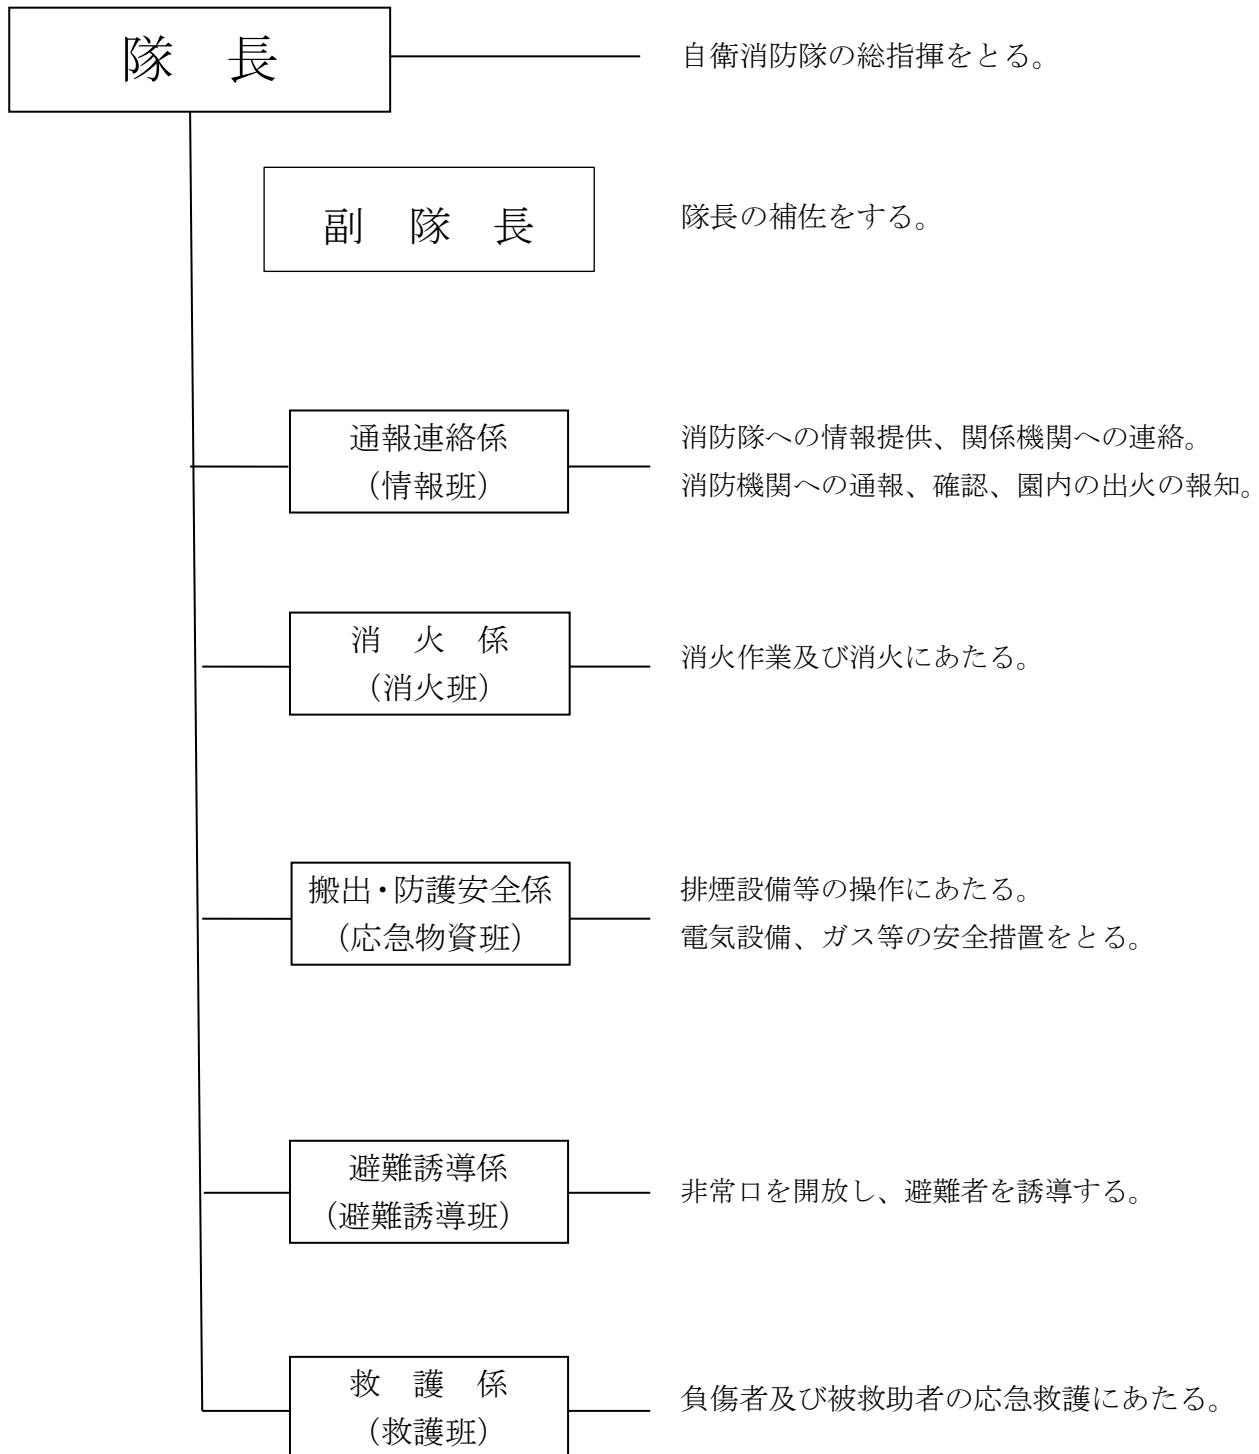 隊　長
自衛消防隊の総指揮をとる。
副　隊　長
隊長の補佐をする。
通報連絡係
（情報班）
消防隊への情報提供、関係機関への連絡。
消防機関への通報、確認、園内の出火の報知。
消　火　係
（消火班）
消火作業及び消火にあたる。
搬出・防護安全係
（応急物資班）
排煙設備等の操作にあたる。
電気設備、ガス等の安全措置をとる。
避難誘導係
（避難誘導班）
非常口を開放し、避難者を誘導する。
救　護　係
（救護班）
負傷者及び被救助者の応急救護にあたる。